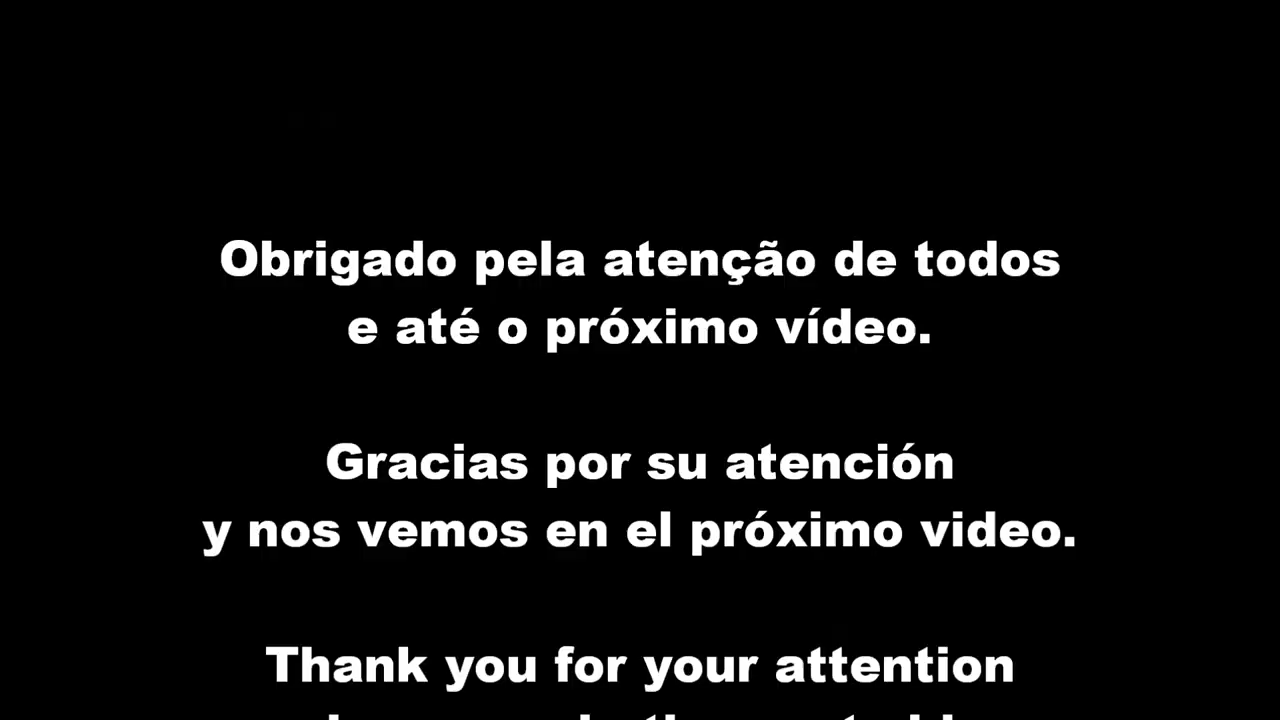 Obrigado pela atenção de todos
e até o próximo vídeo.
Gracias por su atención
y nos vemos en el próximo video.
Thank you for your attention